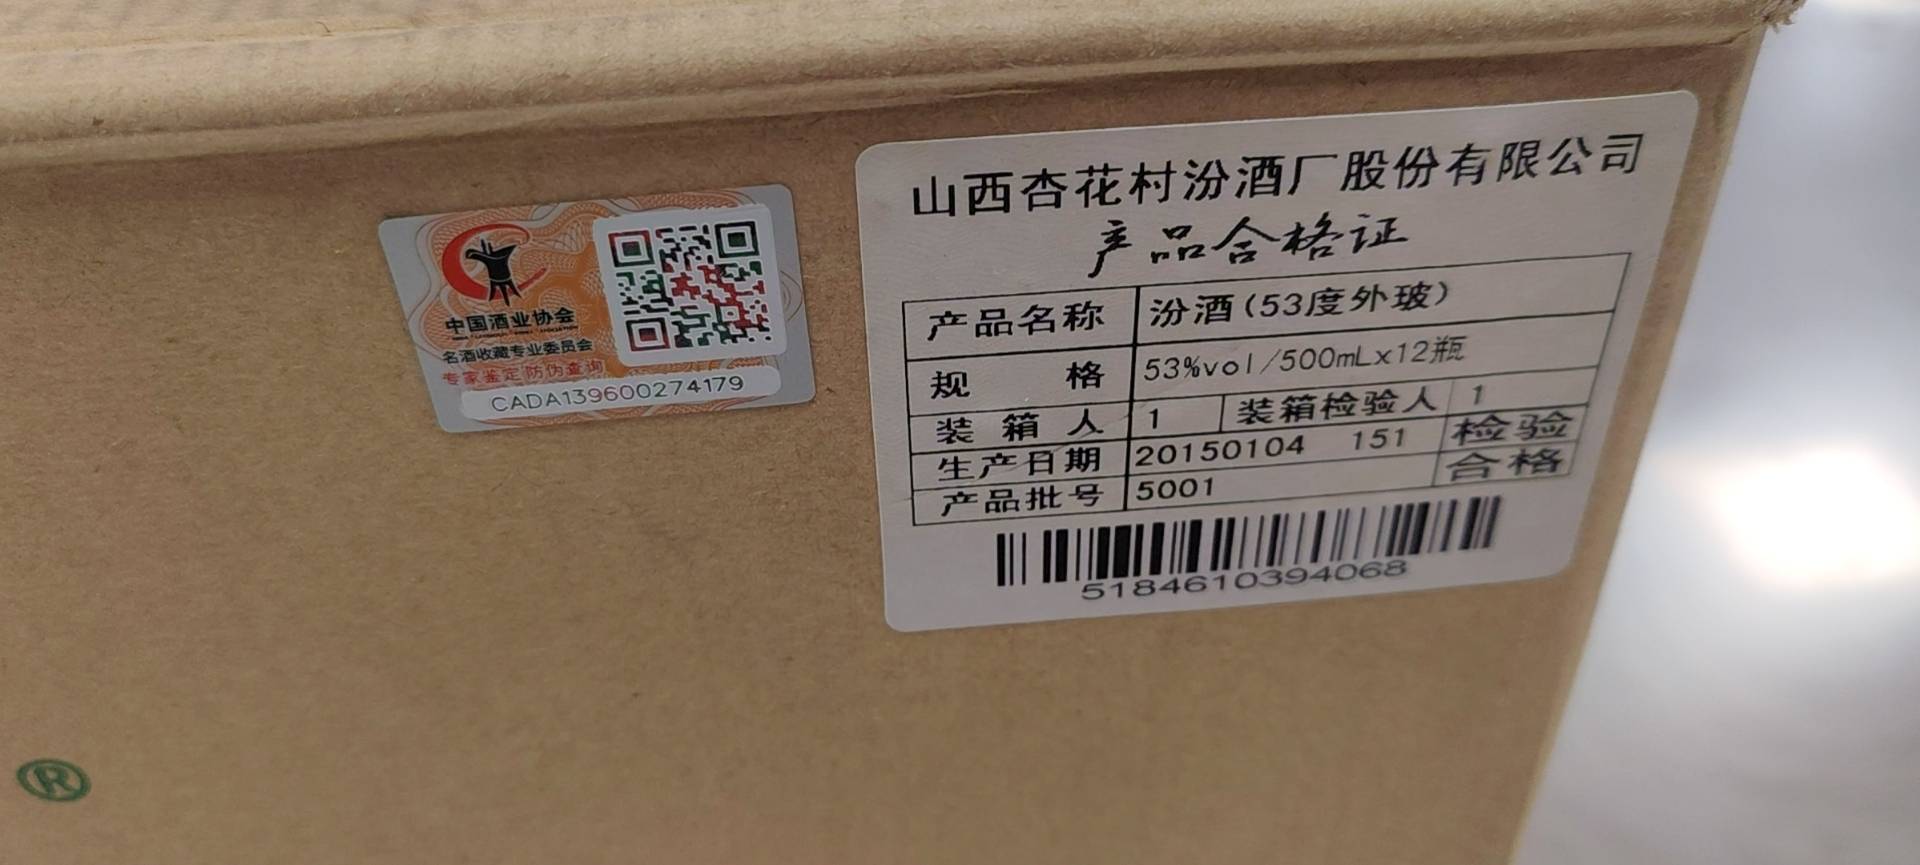 中国酒业协会
名酒收藏专业委员会
专家鉴定防伪查询
CADA139600274179
山西杏花村汾酒厂股份有限公司
产品合格证
产品名称 汾酒(53度外玻)
规 格 53%vol/500mLx12瓶
装 箱 人 1 装箱检验人 1
生产日期 20150104 151 检验
产品批号 5001 合格
5184610394068
®